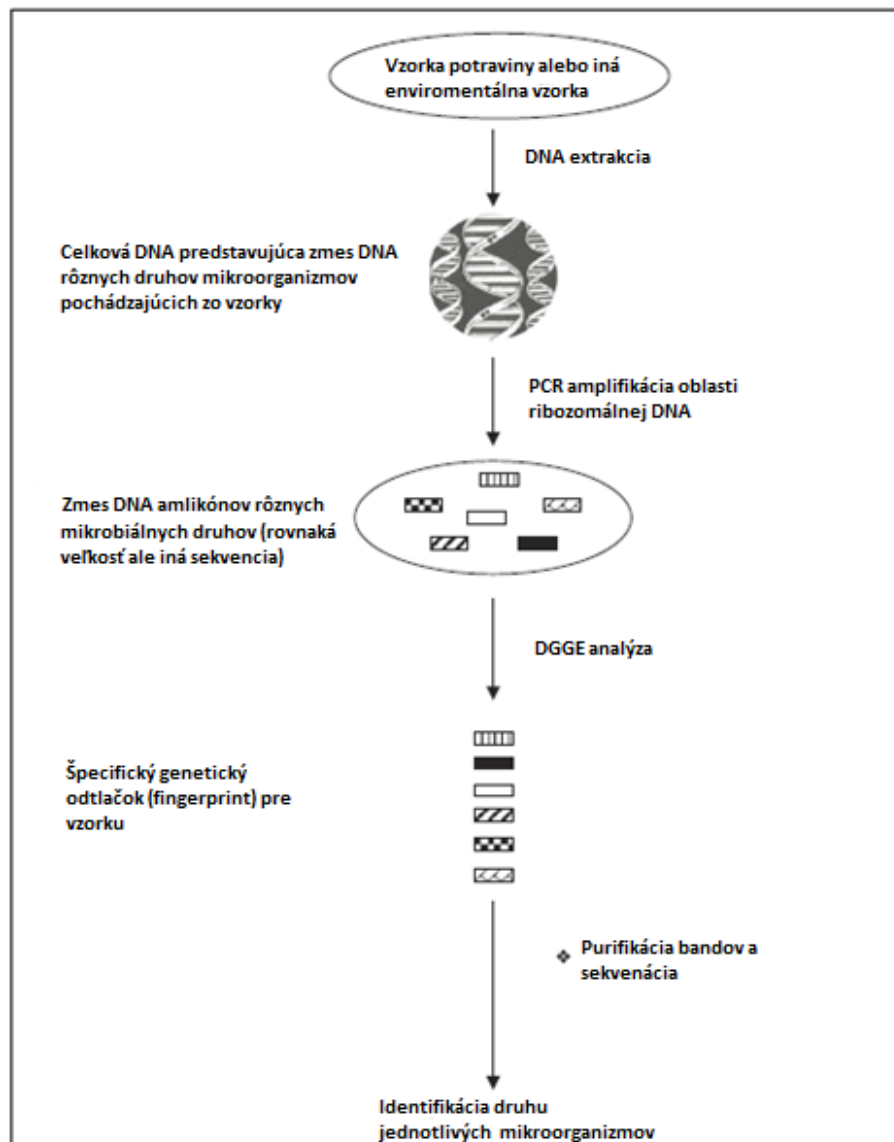 Vzorka potraviny alebo iná
enviromentálna vzorka
DNA extrakcia
Celková DNA predstavujúca zmes DNA
rôznych druhov mikroorganizmov
pochádzajúcich zo vzorky
PCR amplifikácia oblasti
ribozomálnej DNA
Zmes DNA amlikónov rôznych
mikrobiálnych druhov (rovnaká
veľkosť ale iná sekvencia)
DGGE analýza
Špecifický genetický
odtlačok (fingerprint) pre
vzorku
❖ Purifikácia bandov a
sekvenácia
Identifikácia druhu
jednotlivých mikroorganizmov